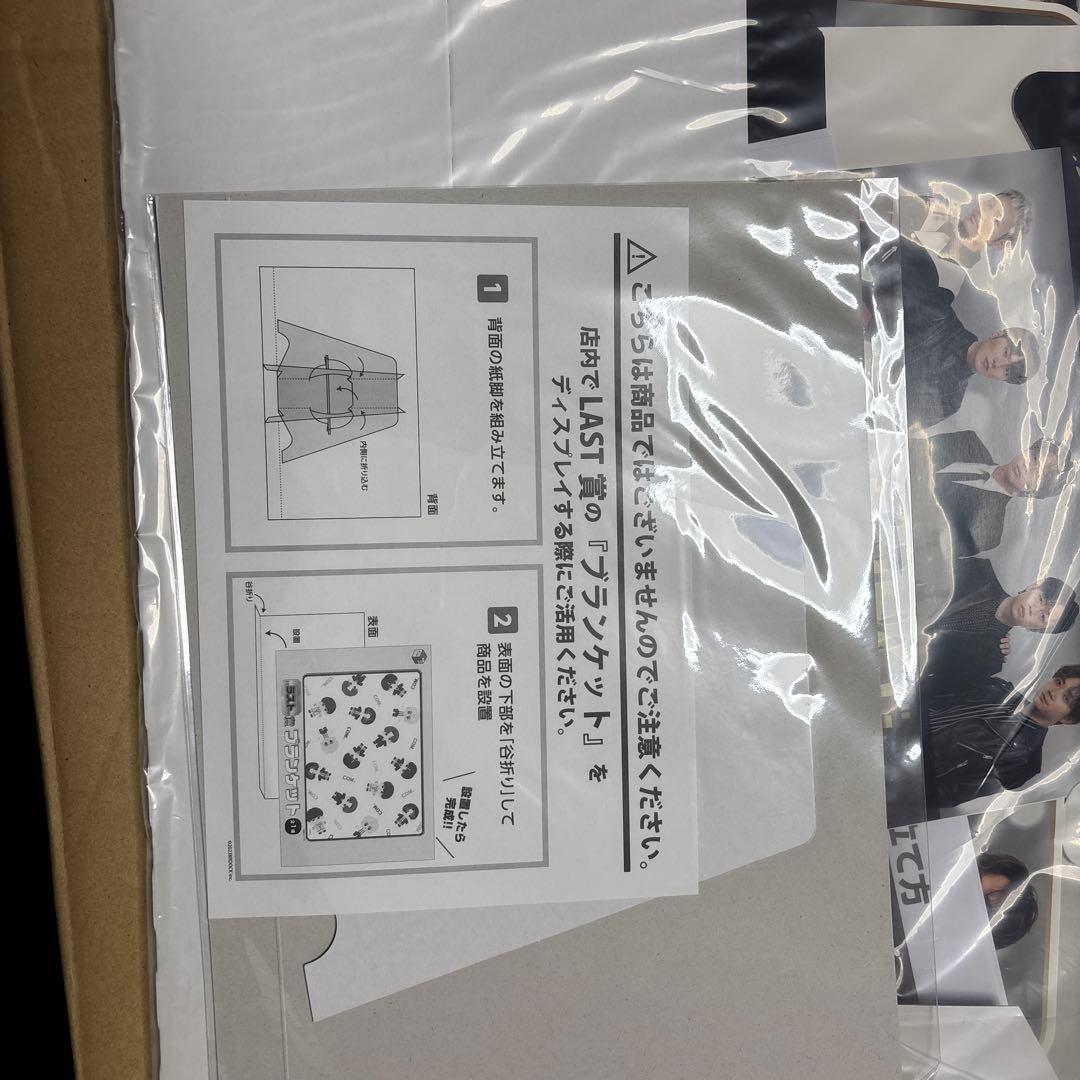 こちらは商品ではございませんのでご注意ください。
店内でLAST賞の『ブランケット』を
ディスプレイする際にご活用ください。
1 背面の紙脚を組み立てます。
背面
内側に折り込む
2 表面の下部を「谷折り」して
商品を設置
表面
谷折り
設置
設置したら
完成!!
ラスト賞 ブランケット
立て方